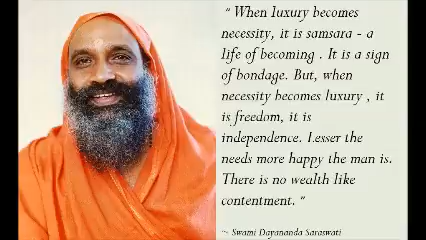 “ When luxury becomes
necessity, it is samsara - a
life of becoming . It is a sign
of bondage. But, when
necessity becomes luxury , it
is freedom, it is
independence. Lesser the
needs more happy the man is.
There is no wealth like
contentment. ”
~ Swami Dayananda Saraswati